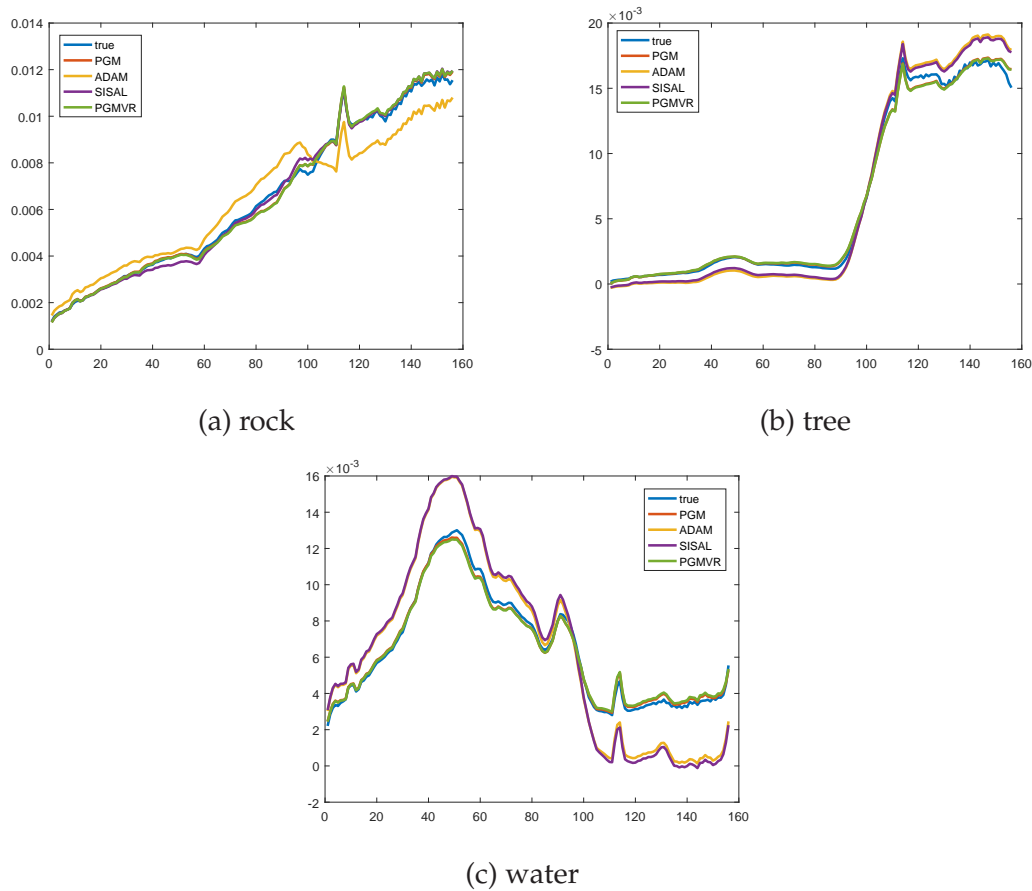 0.014
0.012
0.01
0.008
0.006
0.004
0.002
0
0 20 40 60 80 100 120 140 160
true
PGM
ADAM
SISAL
PGMVR
(a) rock
×10-3
20
15
10
5
0
-5
0 20 40 60 80 100 120 140 160
true
PGM
ADAM
SISAL
PGMVR
(b) tree
×10-3
16
14
12
10
8
6
4
2
0
-2
0 20 40 60 80 100 120 140 160
true
PGM
ADAM
SISAL
PGMVR
(c) water